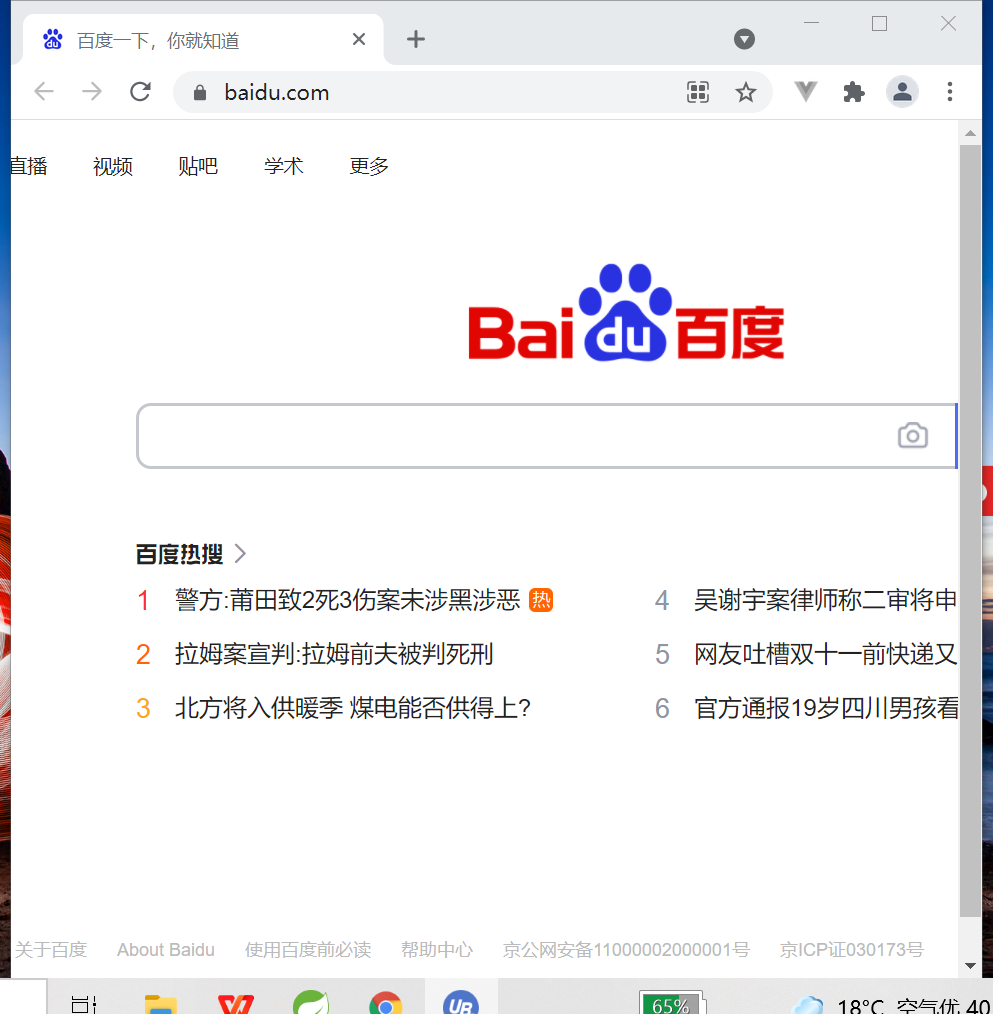 百度一下，你就知道
baidu.com
直播 视频 贴吧 学术 更多
Bai du 百度
百度热搜
1 警方:莆田致2死3伤案未涉黑涉恶 热
4 吴谢宇案律师称二审将申
2 拉姆案宣判:拉姆前夫被判死刑
5 网友吐槽双十一前快递又
3 北方将入供暖季 煤电能否供得上?
6 官方通报19岁四川男孩看
关于百度 About Baidu 使用百度前必读 帮助中心 京公网安备11000002000001号 京ICP证030173号
UB 65% 18°C 空气优 40